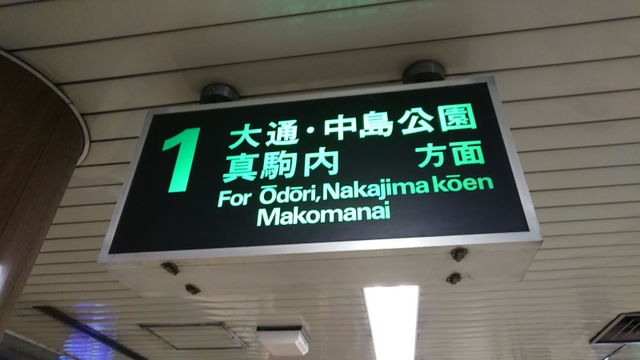 1
大通・中島公園
真駒内 方面
For Ōdōri, Nakajima kōen
Makomanai